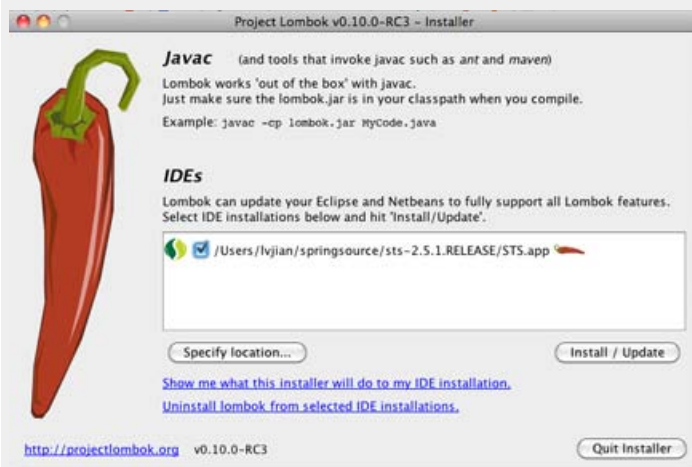 Project Lombok v0.10.0-RC3 - Installer
Javac (and tools that invoke javac such as ant and maven)
Lombok works 'out of the box' with javac.
Just make sure the lombok.jar is in your classpath when you compile.
Example: javac -cp lombok.jar MyCode.java
IDEs
Lombok can update your Eclipse and Netbeans to fully support all Lombok features.
Select IDE installations below and hit 'Install/Update'.
/Users/lvjian/springsource/sts-2.5.1.RELEASE/STS.app
Specify location...
Install / Update
Show me what this installer will do to my IDE installation.
Uninstall lombok from selected IDE installations.
http://projectlombok.org v0.10.0-RC3
Quit Installer